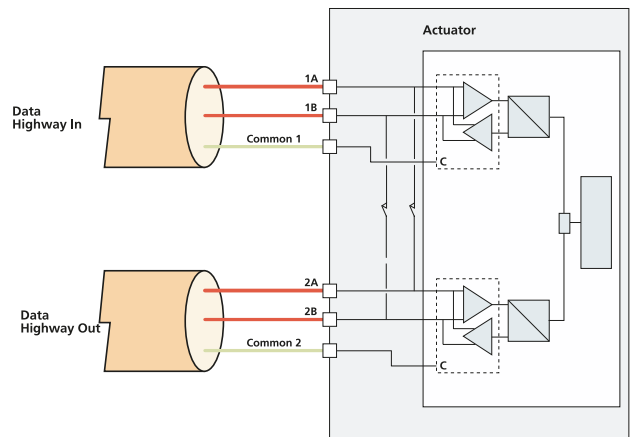 Actuator
Data
Highway In
1A
1B
Common 1
C
Data
Highway Out
2A
2B
Common 2
C